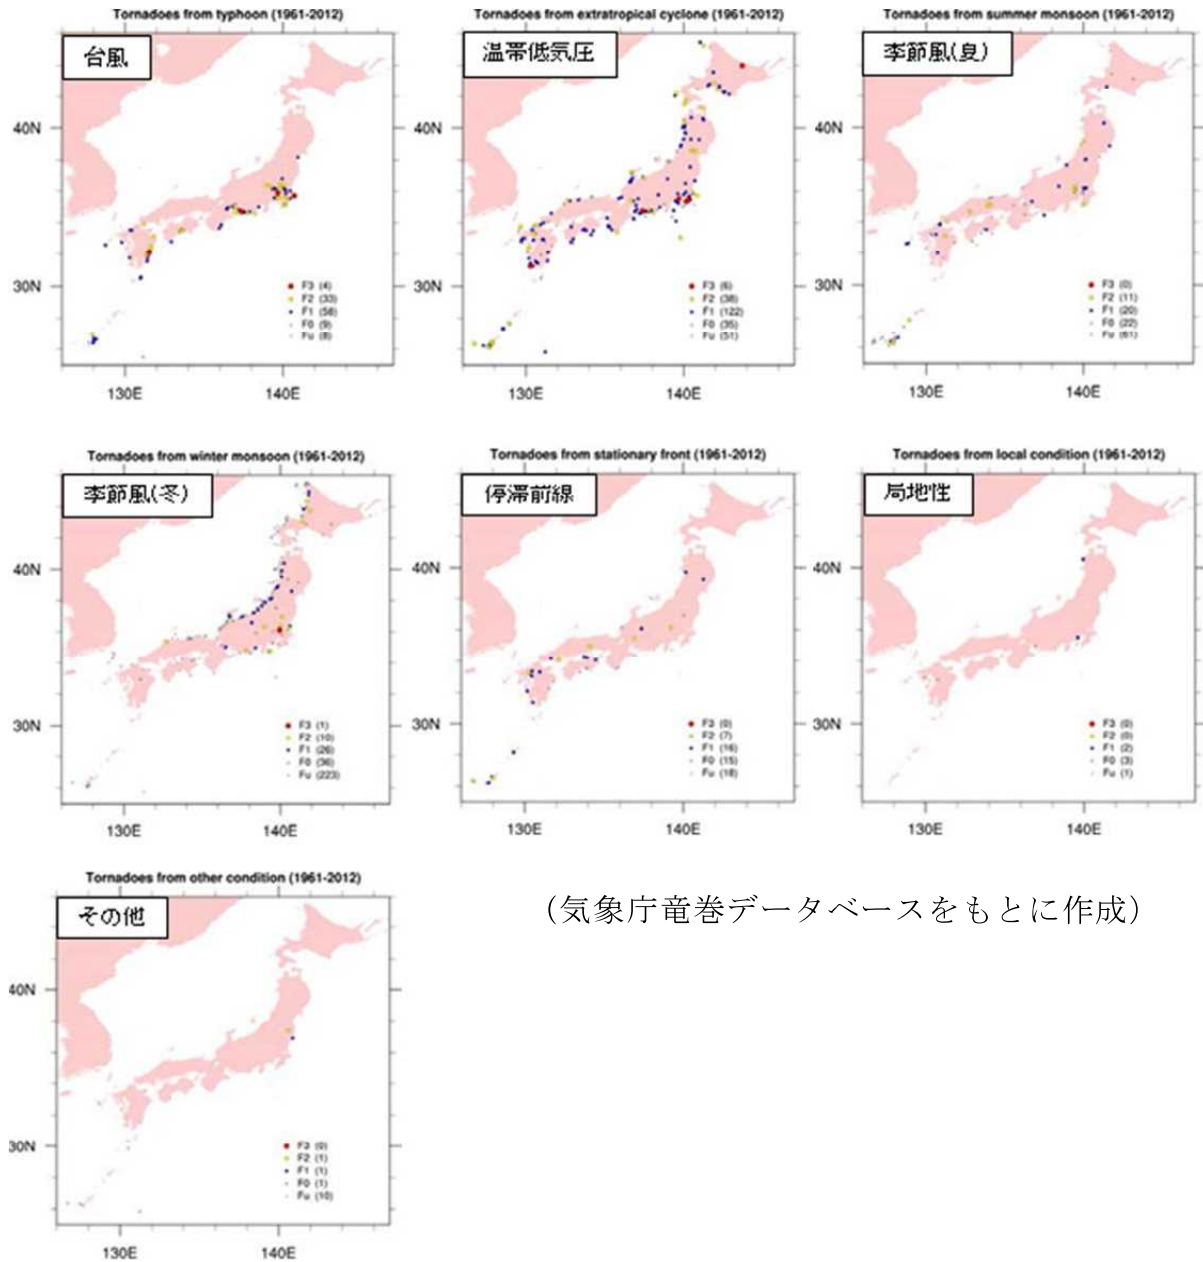 Tornadoes from typhoon (1961-2012)
台風
40N
30N
130E
140E
F3 (4)
F2 (33)
F1 (58)
F0 (9)
Fu (8)
Tornadoes from extratropical cyclone (1961-2012)
温帯低気圧
40N
30N
130E
140E
F3 (6)
F2 (38)
F1 (122)
F0 (35)
Fu (51)
Tornadoes from summer monsoon (1961-2012)
季節風(夏)
40N
30N
130E
140E
F3 (0)
F2 (11)
F1 (20)
F0 (22)
Fu (61)
Tornadoes from winter monsoon (1961-2012)
季節風(冬)
40N
30N
130E
140E
F3 (1)
F2 (10)
F1 (26)
F0 (36)
Fu (223)
Tornadoes from stationary front (1961-2012)
停滞前線
40N
30N
130E
140E
F3 (0)
F2 (7)
F1 (16)
F0 (15)
Fu (18)
Tornadoes from local condition (1961-2012)
局地性
40N
30N
130E
140E
F3 (0)
F2 (0)
F1 (2)
F0 (3)
Fu (1)
Tornadoes from other condition (1961-2012)
その他
40N
30N
130E
140E
F3 (0)
F2 (1)
F1 (1)
F0 (1)
Fu (10)
（気象庁竜巻データベースをもとに作成）